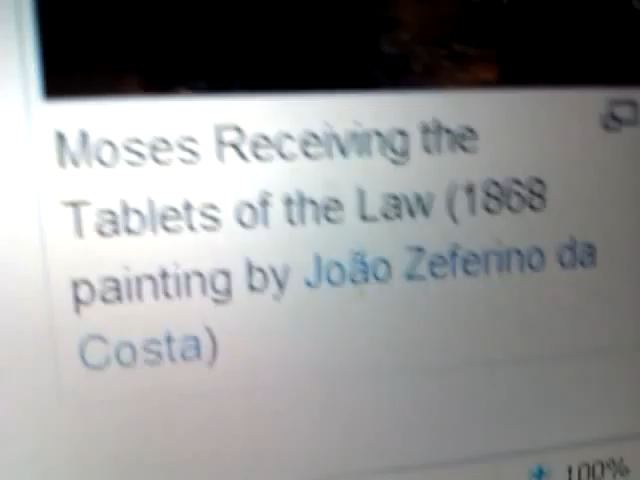 Moses Receiving the
Tablets of the Law (1868
painting by João Zeferino da
Costa)
100%